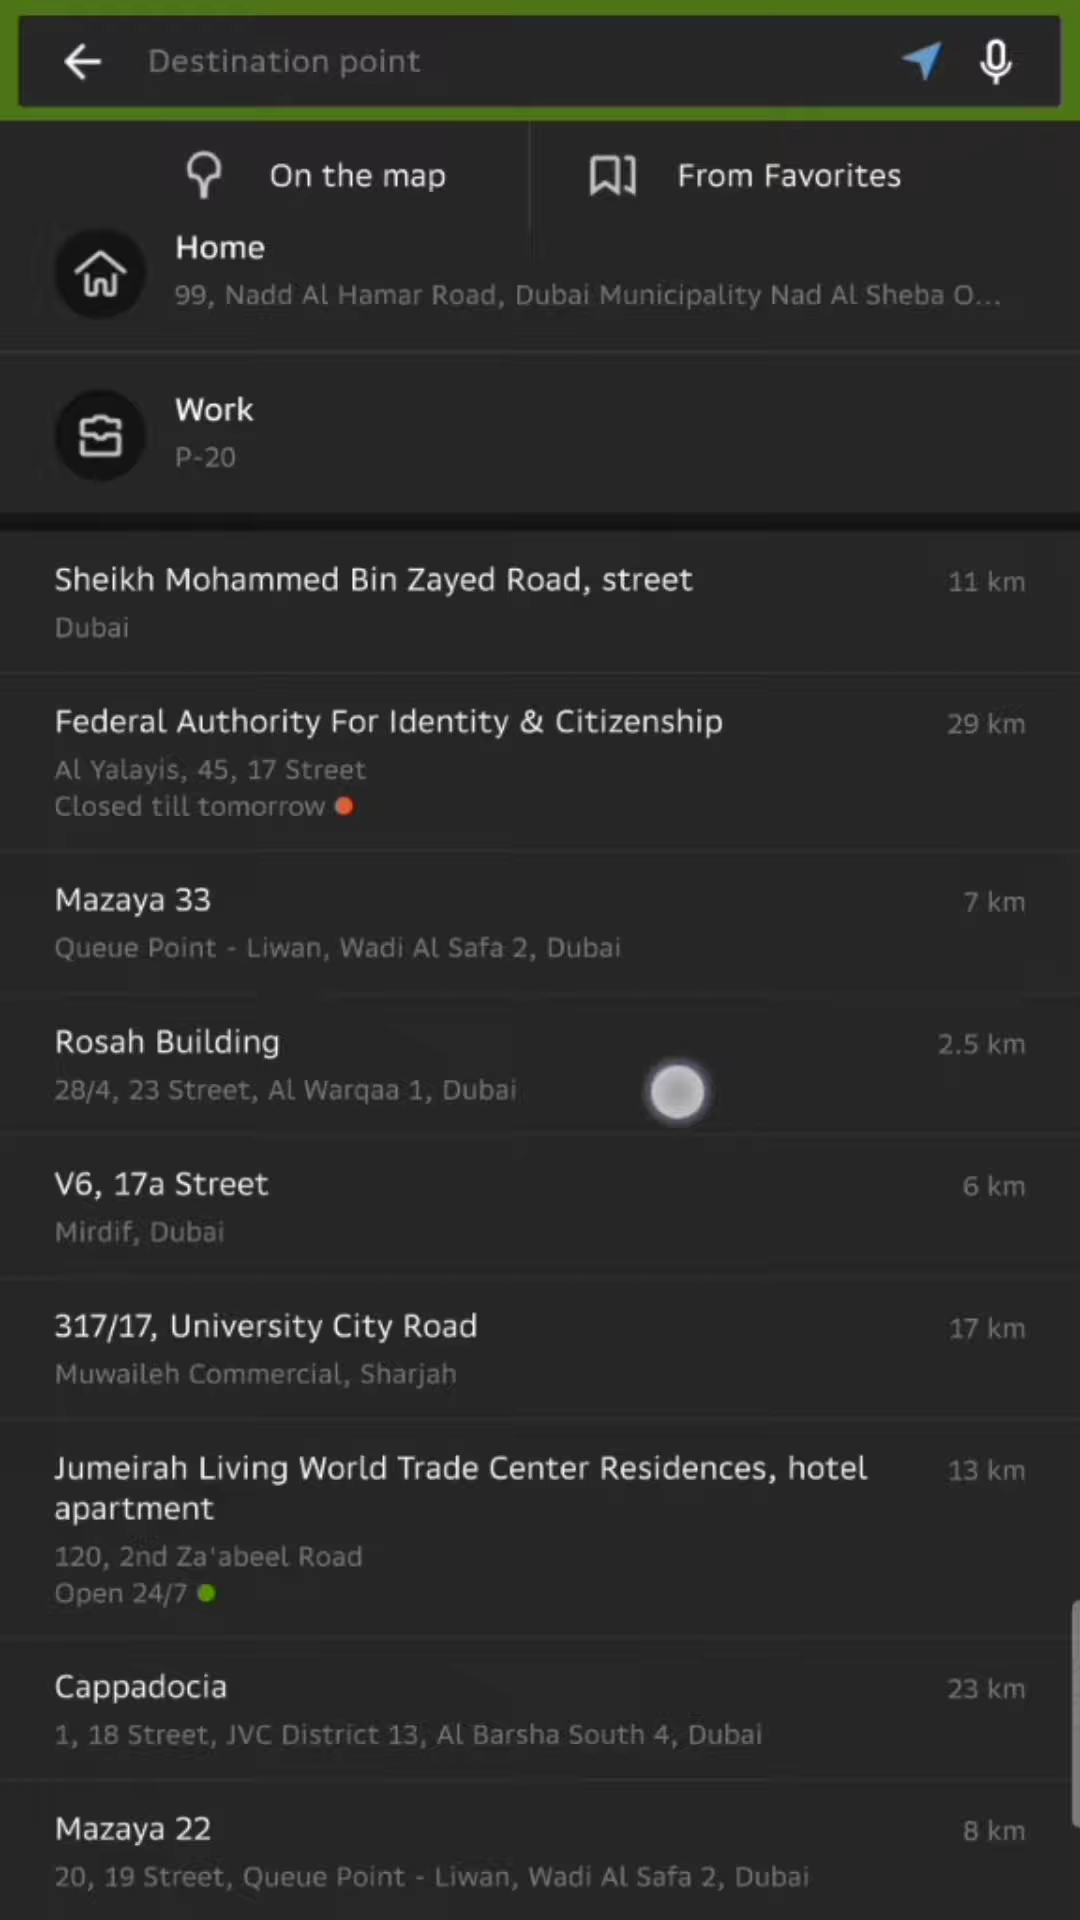 Destination point
On the map
From Favorites
Home
99, Nadd Al Hamar Road, Dubai Municipality Nad Al Sheba O...
Work
P-20
Sheikh Mohammed Bin Zayed Road, street
11 km
Dubai
Federal Authority For Identity & Citizenship
29 km
Al Yalayis, 45, 17 Street
Closed till tomorrow
Mazaya 33
7 km
Queue Point - Liwan, Wadi Al Safa 2, Dubai
Rosah Building
2.5 km
28/4, 23 Street, Al Warqaa 1, Dubai
V6, 17a Street
6 km
Mirdif, Dubai
317/17, University City Road
17 km
Muwaileh Commercial, Sharjah
Jumeirah Living World Trade Center Residences, hotel
apartment
13 km
120, 2nd Za'abeel Road
Open 24/7
Cappadocia
23 km
1, 18 Street, JVC District 13, Al Barsha South 4, Dubai
Mazaya 22
8 km
20, 19 Street, Queue Point - Liwan, Wadi Al Safa 2, Dubai